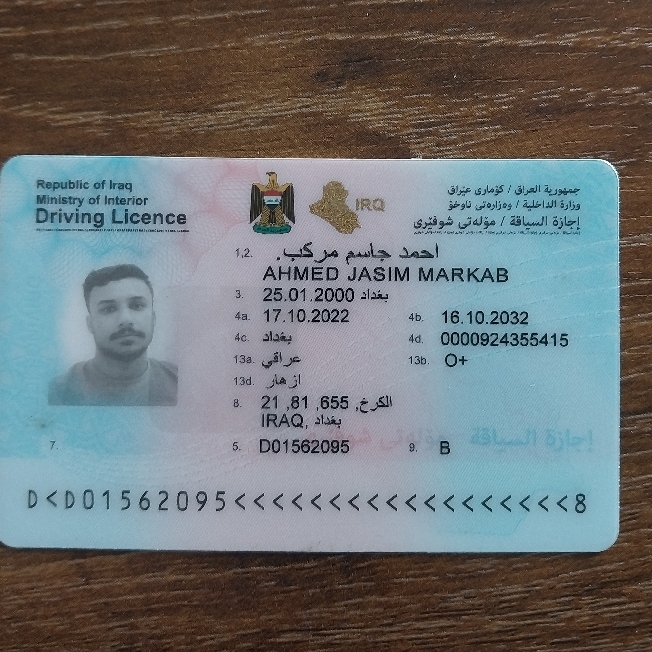 Republic of Iraq
Ministry of Interior
Driving Licence
IRQ
جمهورية العراق / كۆماری عێراق
وزارة الداخلية / وەزارەتی ناوخۆ
إجازة السياقة / مۆڵەتی شوفێری
1,2. احمد جاسم مركب.
AHMED JASIM MARKAB
3. 25.01.2000 بغداد
4a. 17.10.2022 4b. 16.10.2032
4c. بغداد 4d. 0000924355415
13a. عراقي 13b. O+
13d. ازهار
8. الكرخ, 655, 81, 21
IRAQ, بغداد
إجازة السياقة مۆڵەتی
7. 5. D01562095 9. B
D<D01562095<<<<<<<<<<<<<<<<<<<8